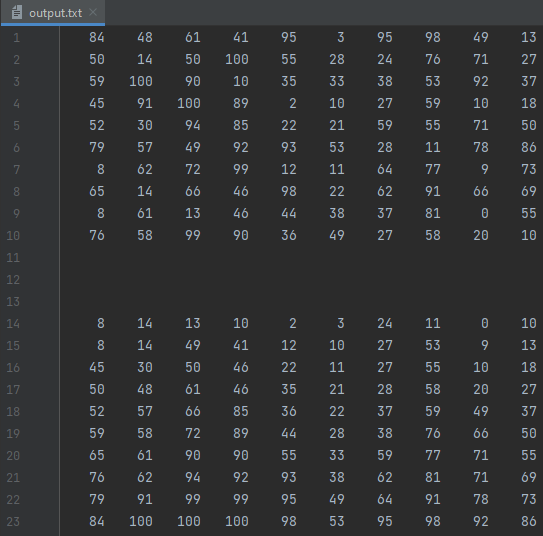 output.txt
1 84 48 61 41 95 3 95 98 49 13
2 50 14 50 100 55 28 24 76 71 27
3 59 100 90 10 35 33 38 53 92 37
4 45 91 100 89 2 10 27 59 10 18
5 52 30 94 85 22 21 59 55 71 50
6 79 57 49 92 93 53 28 11 78 86
7 8 62 72 99 12 11 64 77 9 73
8 65 14 66 46 98 22 62 91 66 69
9 8 61 13 46 44 38 37 81 0 55
10 76 58 99 90 36 49 27 58 20 10
11
12
13
14 8 14 13 10 2 3 24 11 0 10
15 8 14 49 41 12 10 27 53 9 13
16 45 30 50 46 22 11 27 55 10 18
17 50 48 61 46 35 21 28 58 20 27
18 52 57 66 85 36 22 37 59 49 37
19 59 58 72 89 44 28 38 76 66 50
20 65 61 90 90 55 33 59 77 71 55
21 76 62 94 92 93 38 62 81 71 69
22 79 91 99 99 95 49 64 91 78 73
23 84 100 100 100 98 53 95 98 92 86